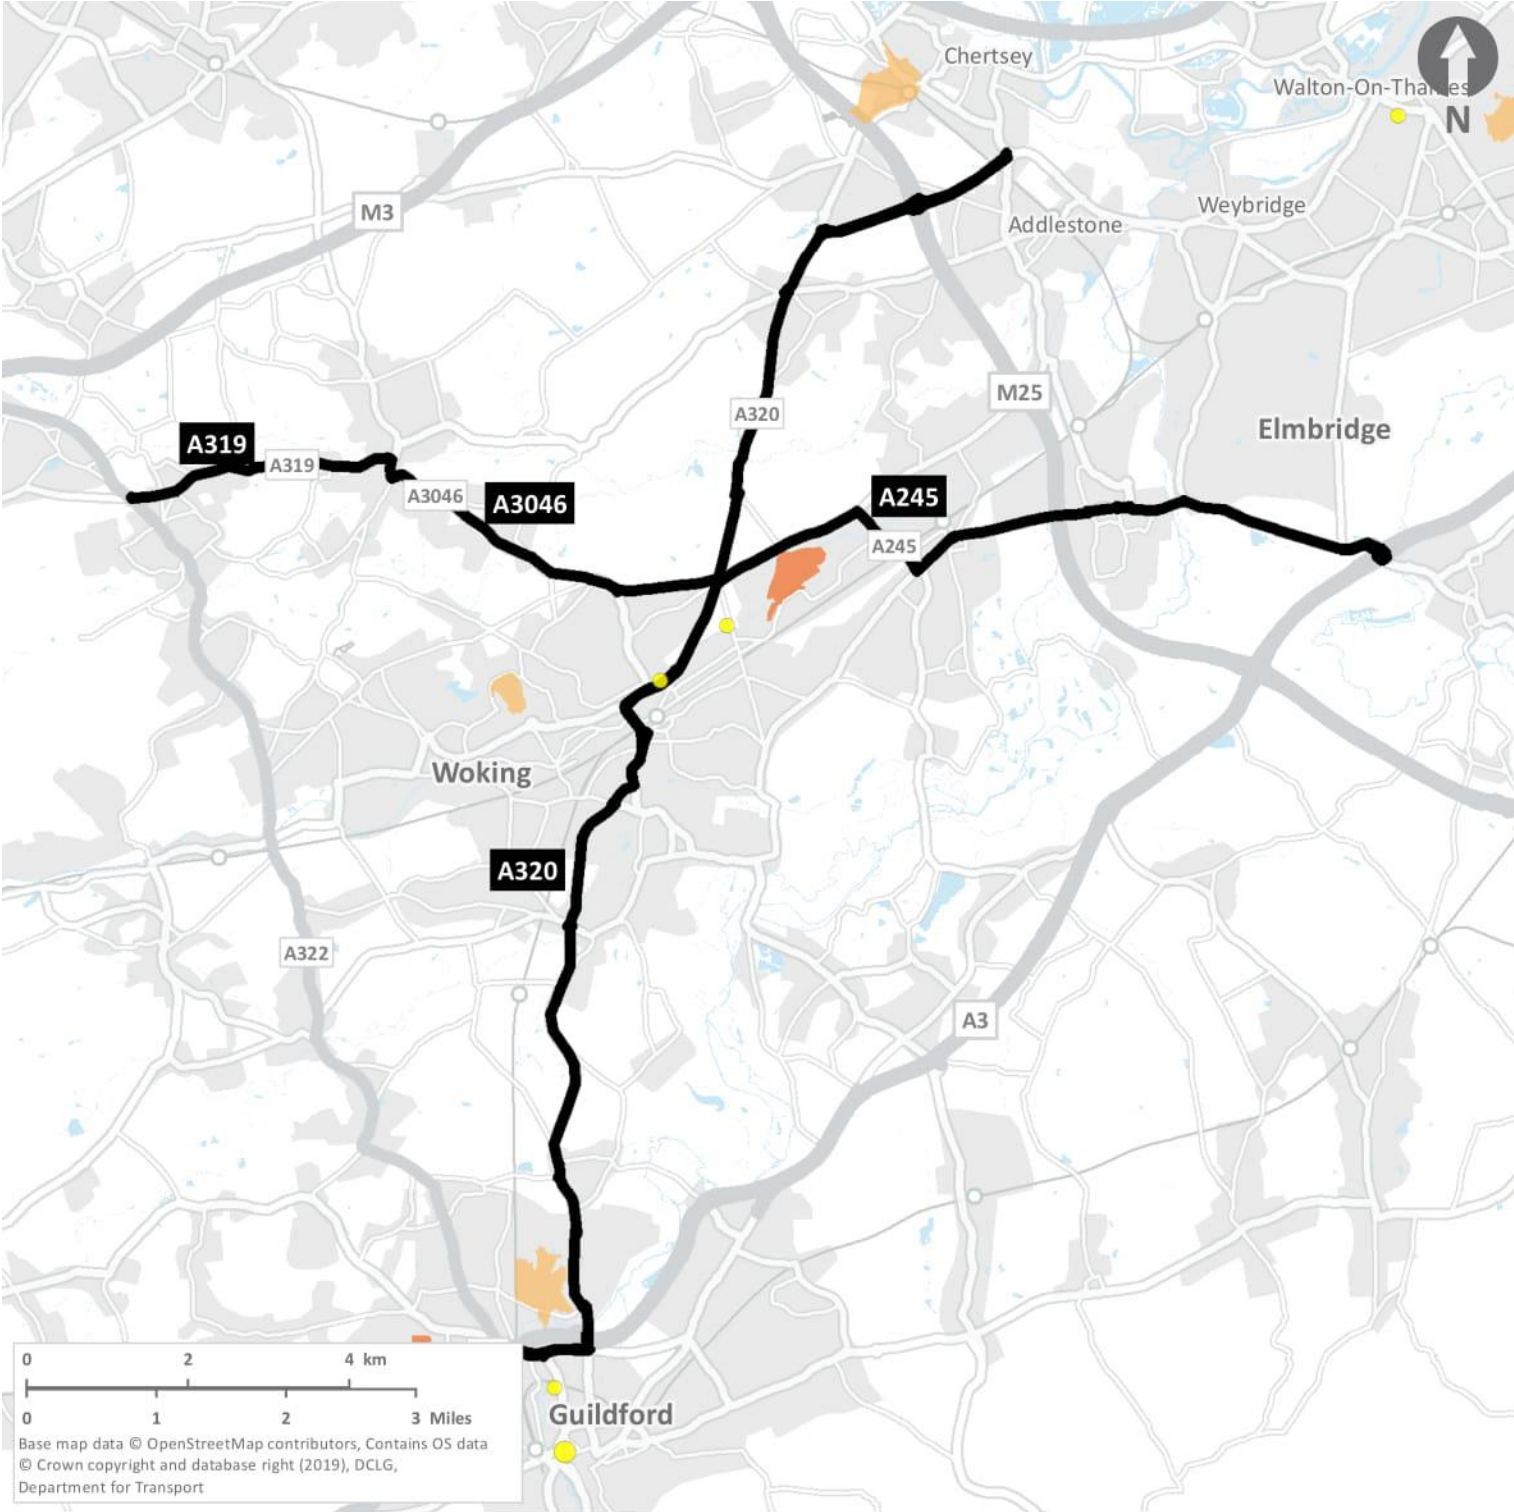 Chertsey
Walton-On-Thames
N
M3
Weybridge
Addlestone
M25
A320
Elmbridge
A319
A319
A3046
A3046
A245
A245
Woking
A320
A322
A3
0 2 4 km
0 1 2 3 Miles
Base map data © OpenStreetMap contributors, Contains OS data
© Crown copyright and database right (2019), DCLG,
Department for Transport
Guildford